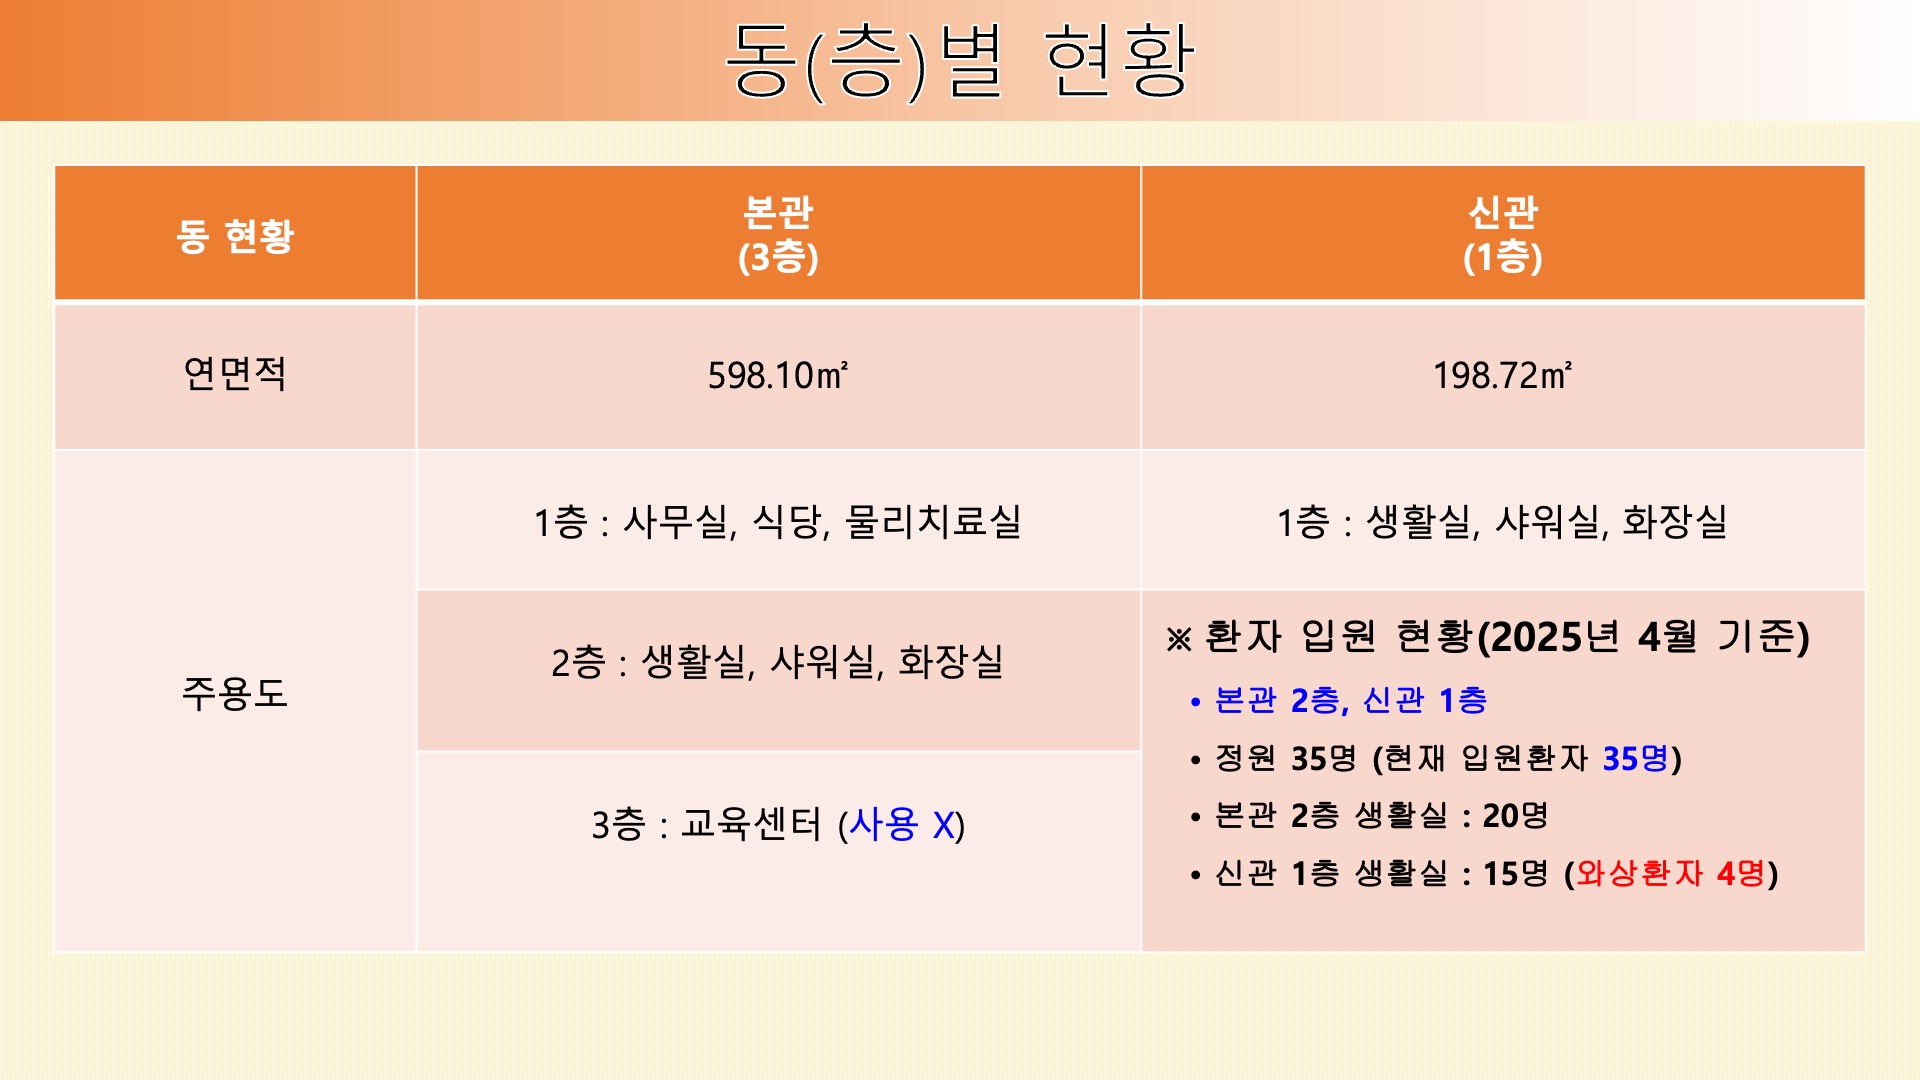 동(층)별 현황
동 현황
본관
(3층)
신관
(1층)
연면적
598.10㎡
198.72㎡
주용도
1층 : 사무실, 식당, 물리치료실
1층 : 생활실, 샤워실, 화장실
2층 : 생활실, 샤워실, 화장실
3층 : 교육센터 (사용 X)
※ 환자 입원 현황(2025년 4월 기준)
• 본관 2층, 신관 1층
• 정원 35명 (현재 입원환자 35명)
• 본관 2층 생활실 : 20명
• 신관 1층 생활실 : 15명 (와상환자 4명)